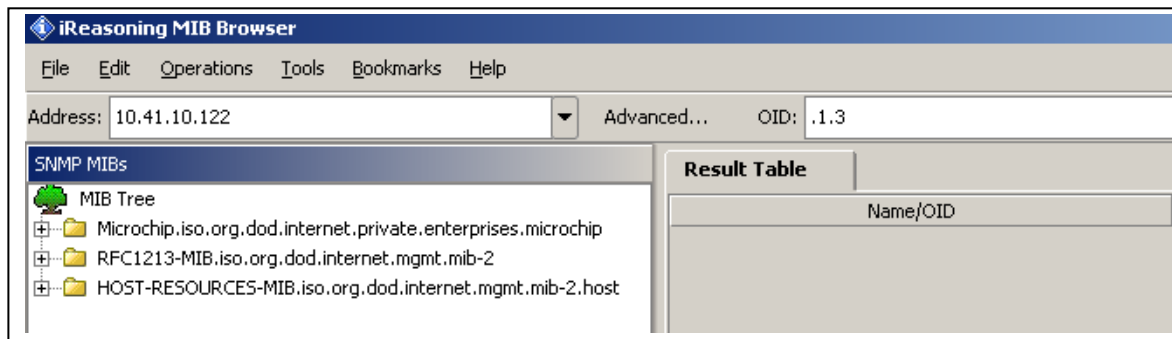 iReasoning MIB Browser
File Edit Operations Tools Bookmarks Help
Address: 10.41.10.122 Advanced... OID: .1.3
SNMP MIBs
Result Table
MIB Tree
Name/OID
Microchip.iso.org.dod.internet.private.enterprises.microchip
RFC1213-MIB.iso.org.dod.internet.mgmt.mib-2
HOST-RESOURCES-MIB.iso.org.dod.internet.mgmt.mib-2.host